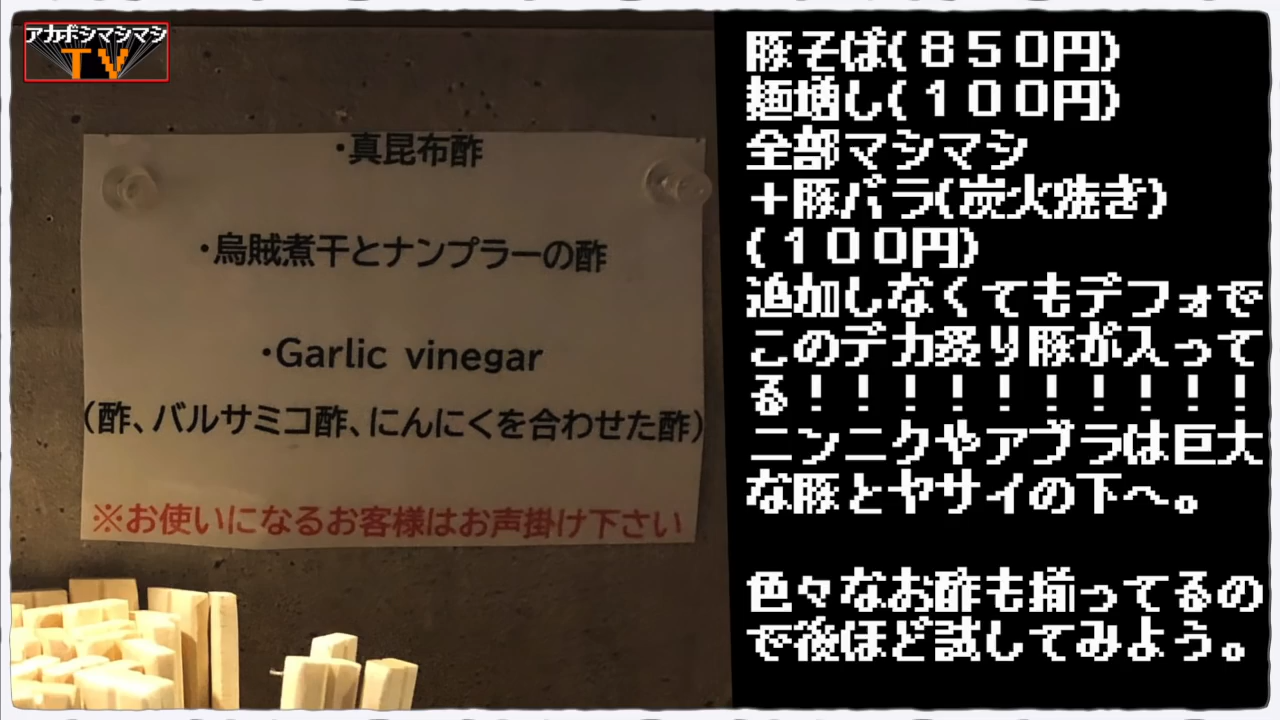 アカボシマシマシ
TV
・真昆布酢
・烏賊煮干とナンプラーの酢
・Garlic vinegar
(酢、バルサミコ酢、にんにくを合わせた酢)
※お使いになるお客様はお声掛け下さい
豚そば(850円)
麺増し(100円)
全部マシマシ
+豚バラ(炭火焼き)
(100円)
追加しなくてもデフォで
このデカ炙り豚が入って
る!!!!!!!!!!
ニンニクやアブラは巨大
な豚とヤサイの下へ。
色々なお酢も揃ってるの
で後ほど試してみよう。